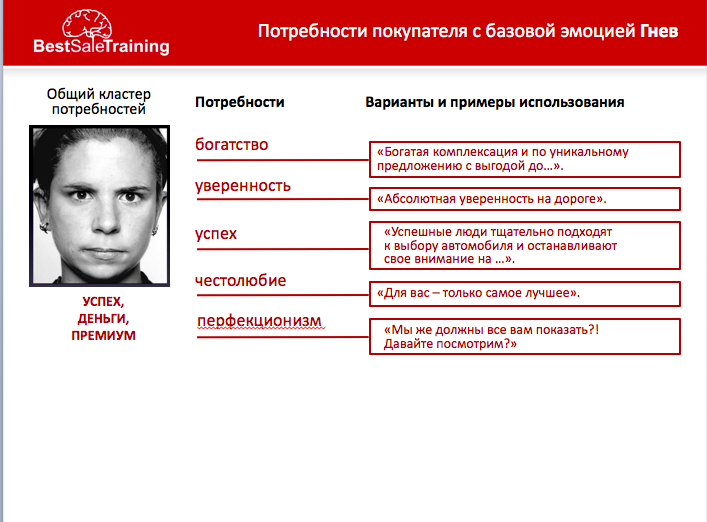 BestSaleTraining
Потребности покупателя с базовой эмоцией Гнев
Общий кластер
потребностей
Потребности
Варианты и примеры использования
богатство
«Богатая комплексация и по уникальному
предложению с выгодой до…».
уверенность
«Абсолютная уверенность на дороге».
успех
«Успешные люди тщательно подходят
к выбору автомобиля и останавливают
свое внимание на …».
честолюбие
«Для вас – только самое лучшее».
перфекционизм
«Мы же должны все вам показать?!
Давайте посмотрим?»
УСПЕХ,
ДЕНЬГИ,
ПРЕМИУМ